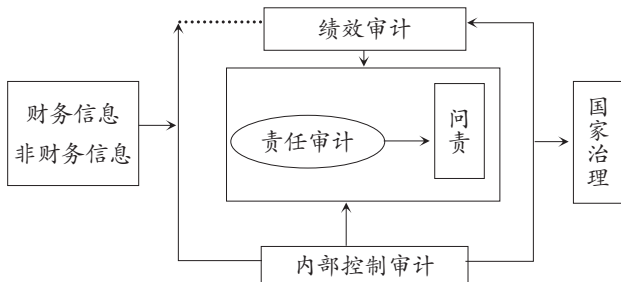 绩效审计
财务信息
非财务信息
责任审计
问责
国家治理
内部控制审计